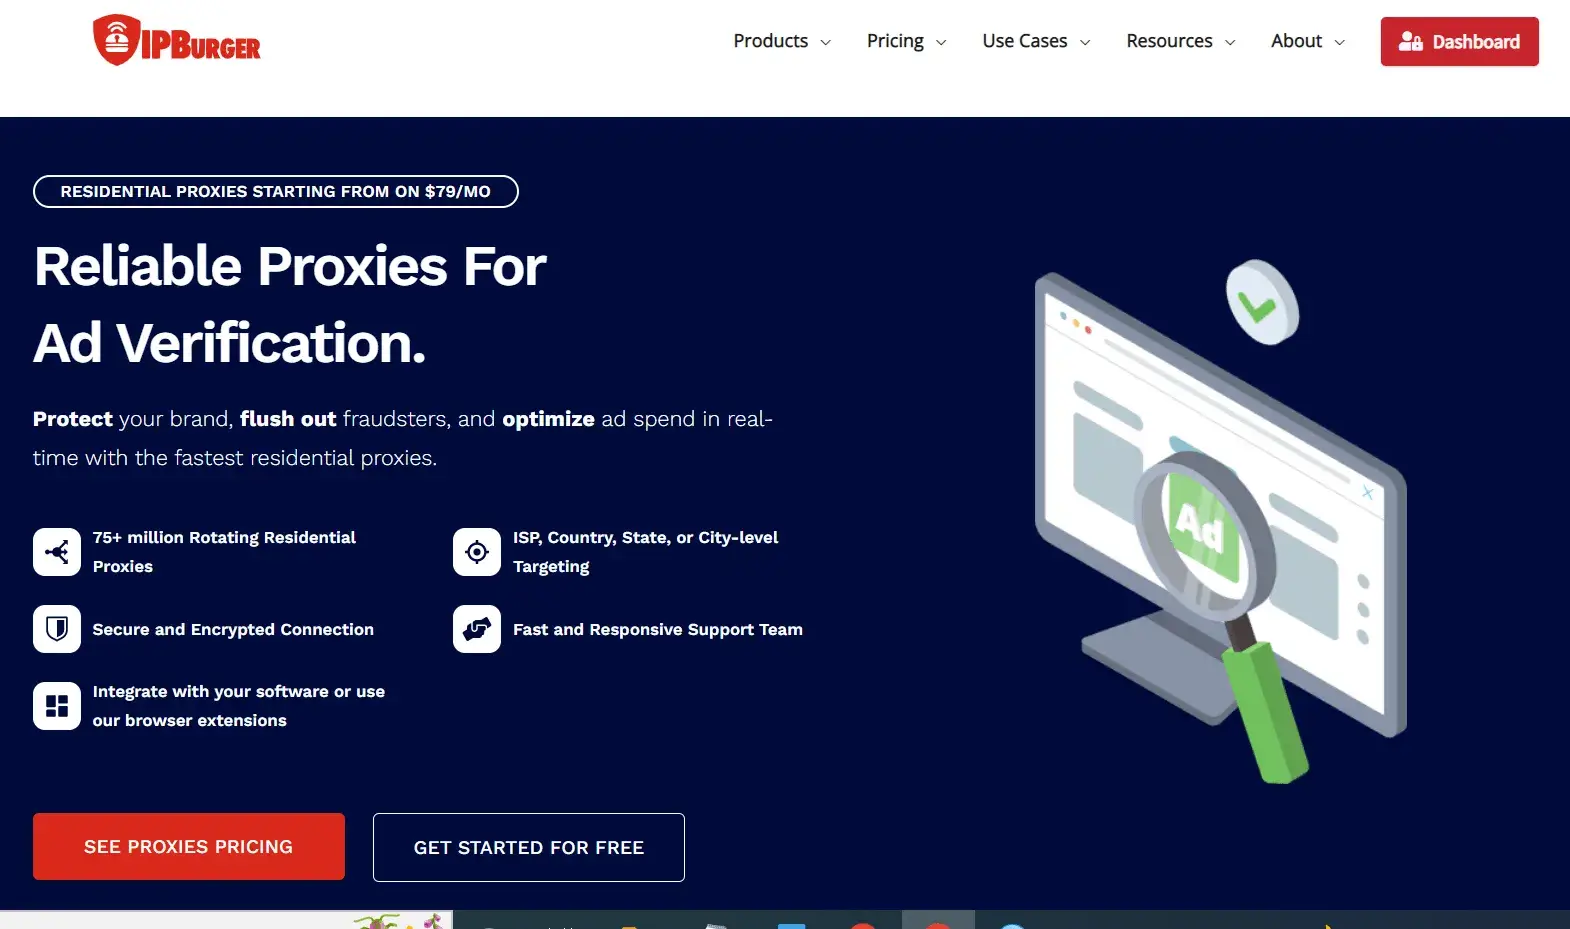 IPBURGER
Products
Pricing
Use Cases
Resources
About
Dashboard
RESIDENTIAL PROXIES STARTING FROM ON $79/MO
Reliable Proxies For
Ad Verification.
Protect your brand, flush out fraudsters, and optimize ad spend in real-
time with the fastest residential proxies.
75+ million Rotating Residential
Proxies
ISP, Country, State, or City-level
Targeting
Secure and Encrypted Connection
Fast and Responsive Support Team
Integrate with your software or use
our browser extensions
Ad
SEE PROXIES PRICING
GET STARTED FOR FREE